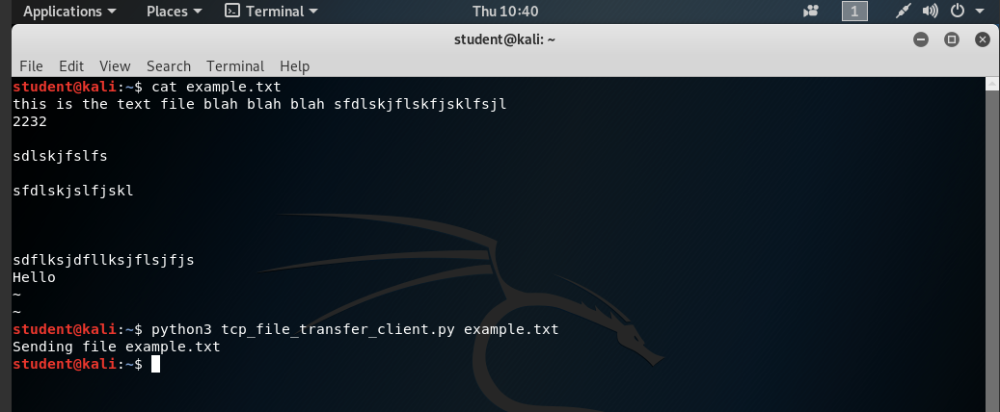 Applications Places Terminal Thu 10:40 1
student@kali: ~
File Edit View Search Terminal Help
student@kali:~$ cat example.txt
this is the text file blah blah blah sfdlskjflskfjsklfsjl
2232
sdlskjfslfs
sfdlskjslfjskl
sdflksjdfllksjflsjfjs
Hello
~
~
student@kali:~$ python3 tcp_file_transfer_client.py example.txt
Sending file example.txt
student@kali:~$